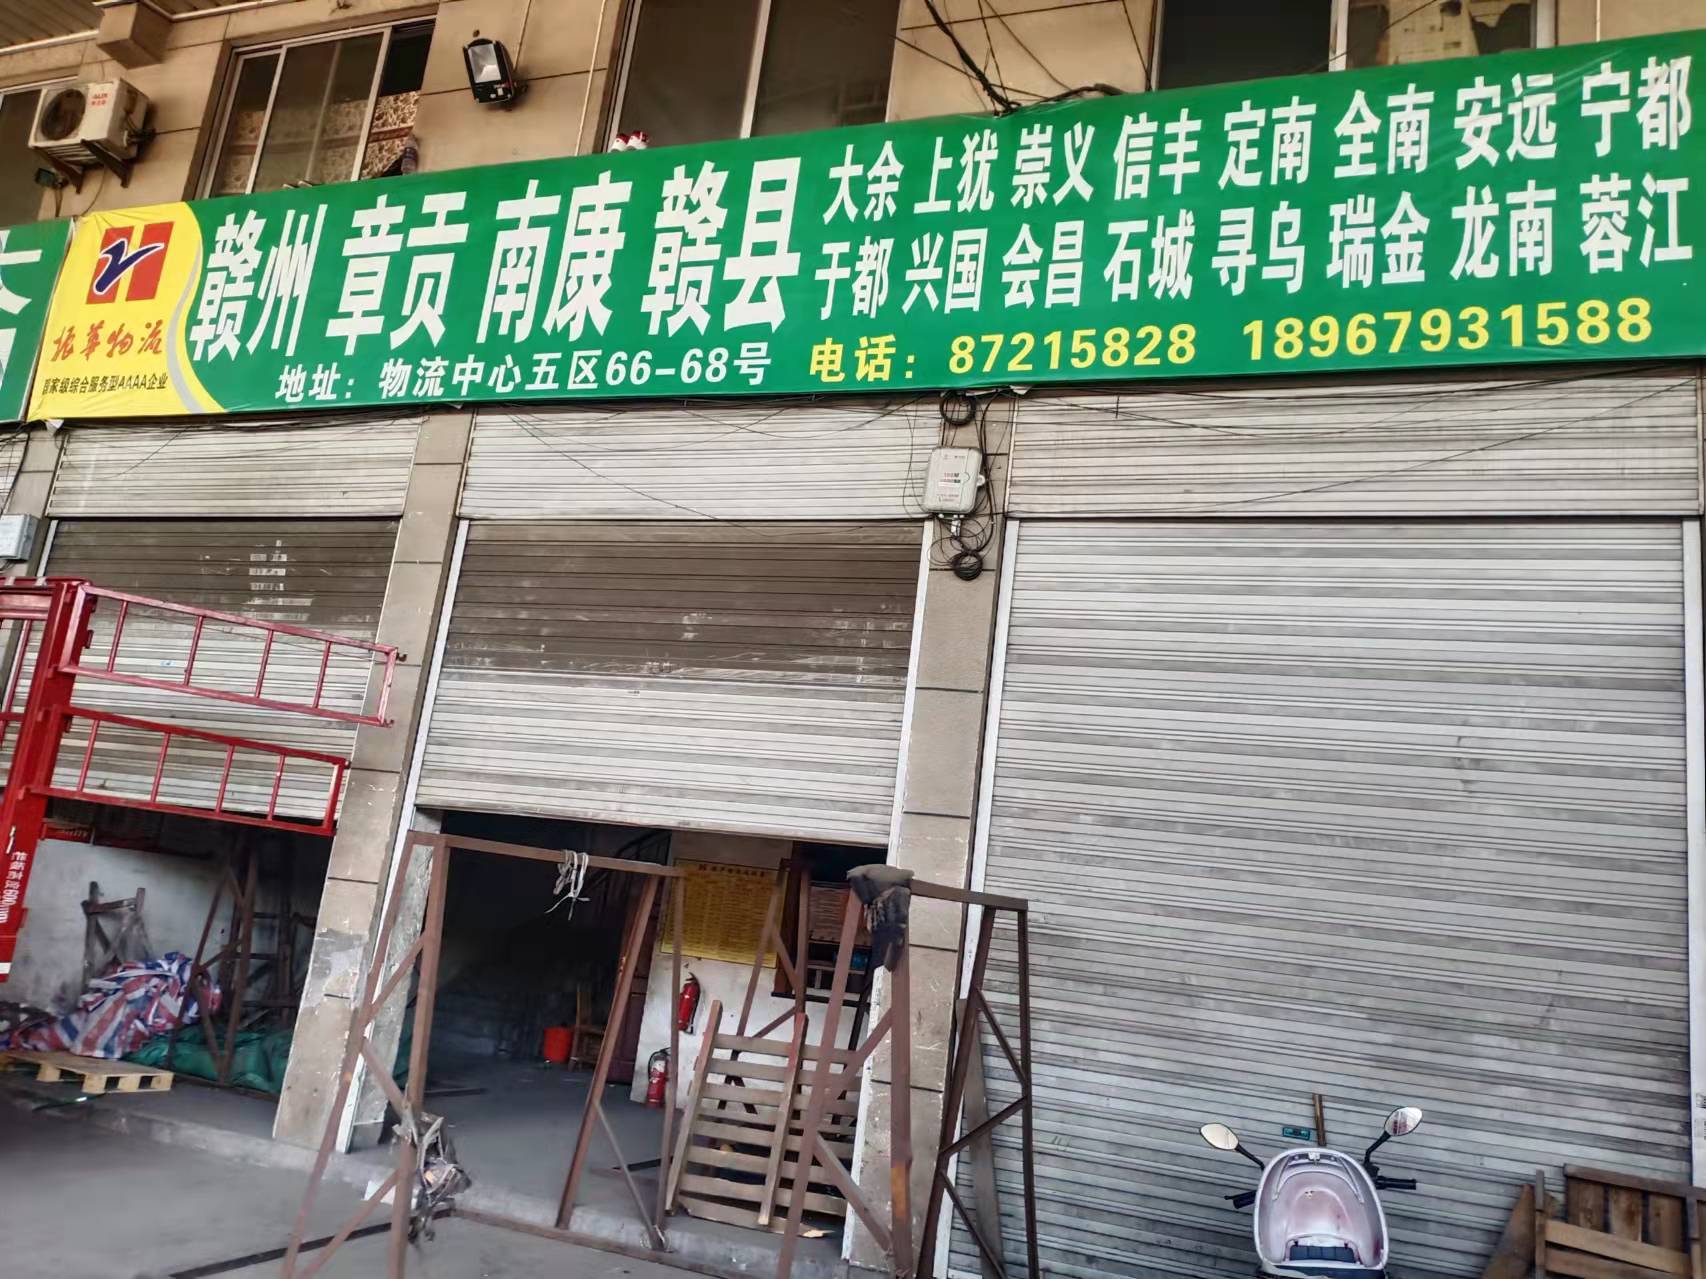 振华物流
国家级综合服务型AAAA企业
赣州 章贡 南康 赣县
大余 上犹 崇义 信丰 定南 全南 安远 宁都
于都 兴国 会昌 石城 寻乌 瑞金 龙南 蓉江
地址：物流中心五区66-68号
电话：87215828 18967931588